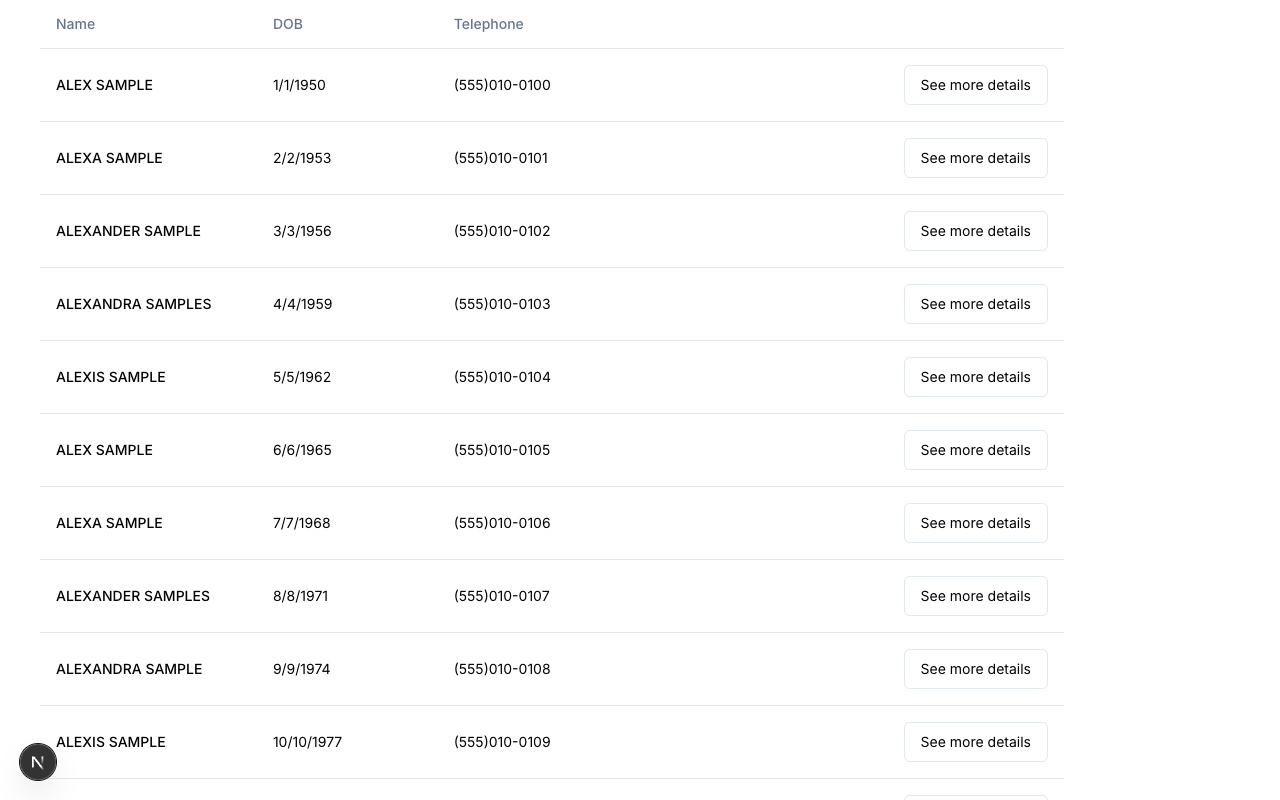 Name DOB Telephone
ALEX SAMPLE 1/1/1950 (555)010-0100 See more details
ALEXA SAMPLE 2/2/1953 (555)010-0101 See more details
ALEXANDER SAMPLE 3/3/1956 (555)010-0102 See more details
ALEXANDRA SAMPLES 4/4/1959 (555)010-0103 See more details
ALEXIS SAMPLE 5/5/1962 (555)010-0104 See more details
ALEX SAMPLE 6/6/1965 (555)010-0105 See more details
ALEXA SAMPLE 7/7/1968 (555)010-0106 See more details
ALEXANDER SAMPLES 8/8/1971 (555)010-0107 See more details
ALEXANDRA SAMPLE 9/9/1974 (555)010-0108 See more details
ALEXIS SAMPLE 10/10/1977 (555)010-0109 See more details
N